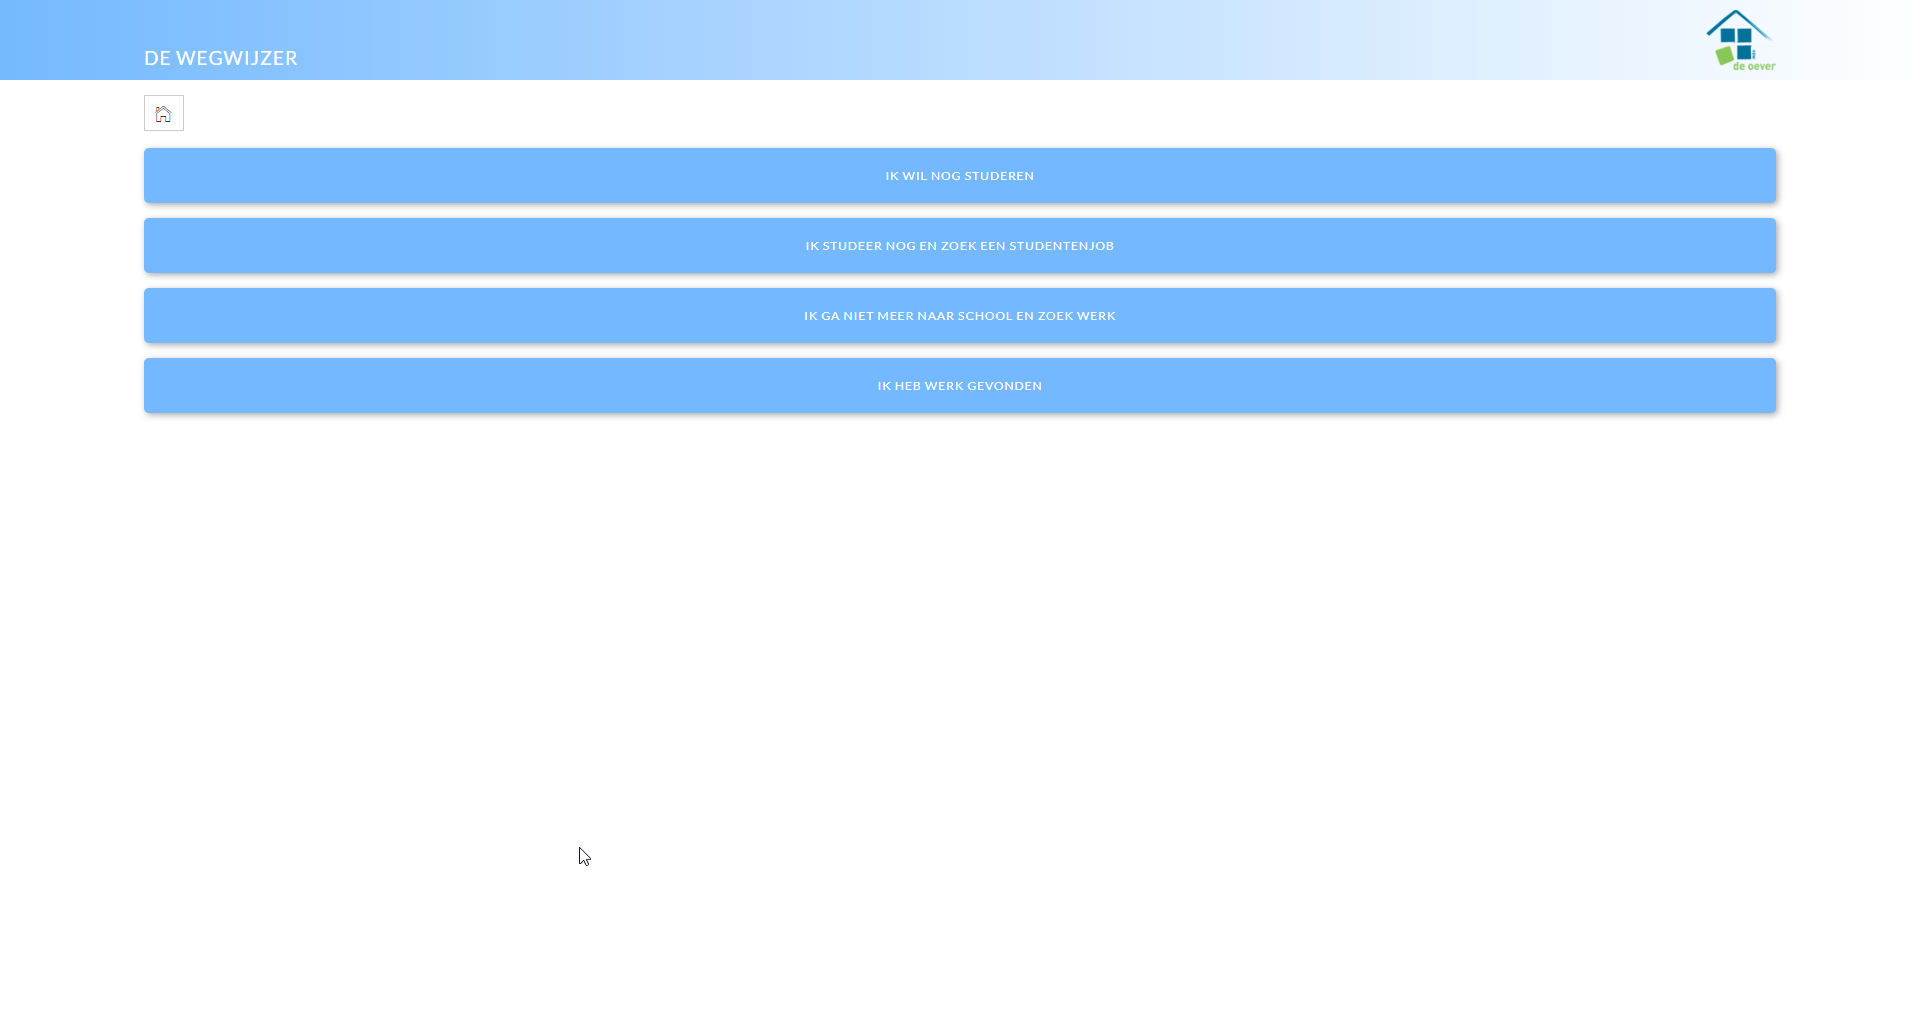 DE WEGWIJZER
de oever
IK WIL NOG STUDEREN
IK STUDEER NOG EN ZOEK EEN STUDENTENJOB
IK GA NIET MEER NAAR SCHOOL EN ZOEK WERK
IK HEB WERK GEVONDEN